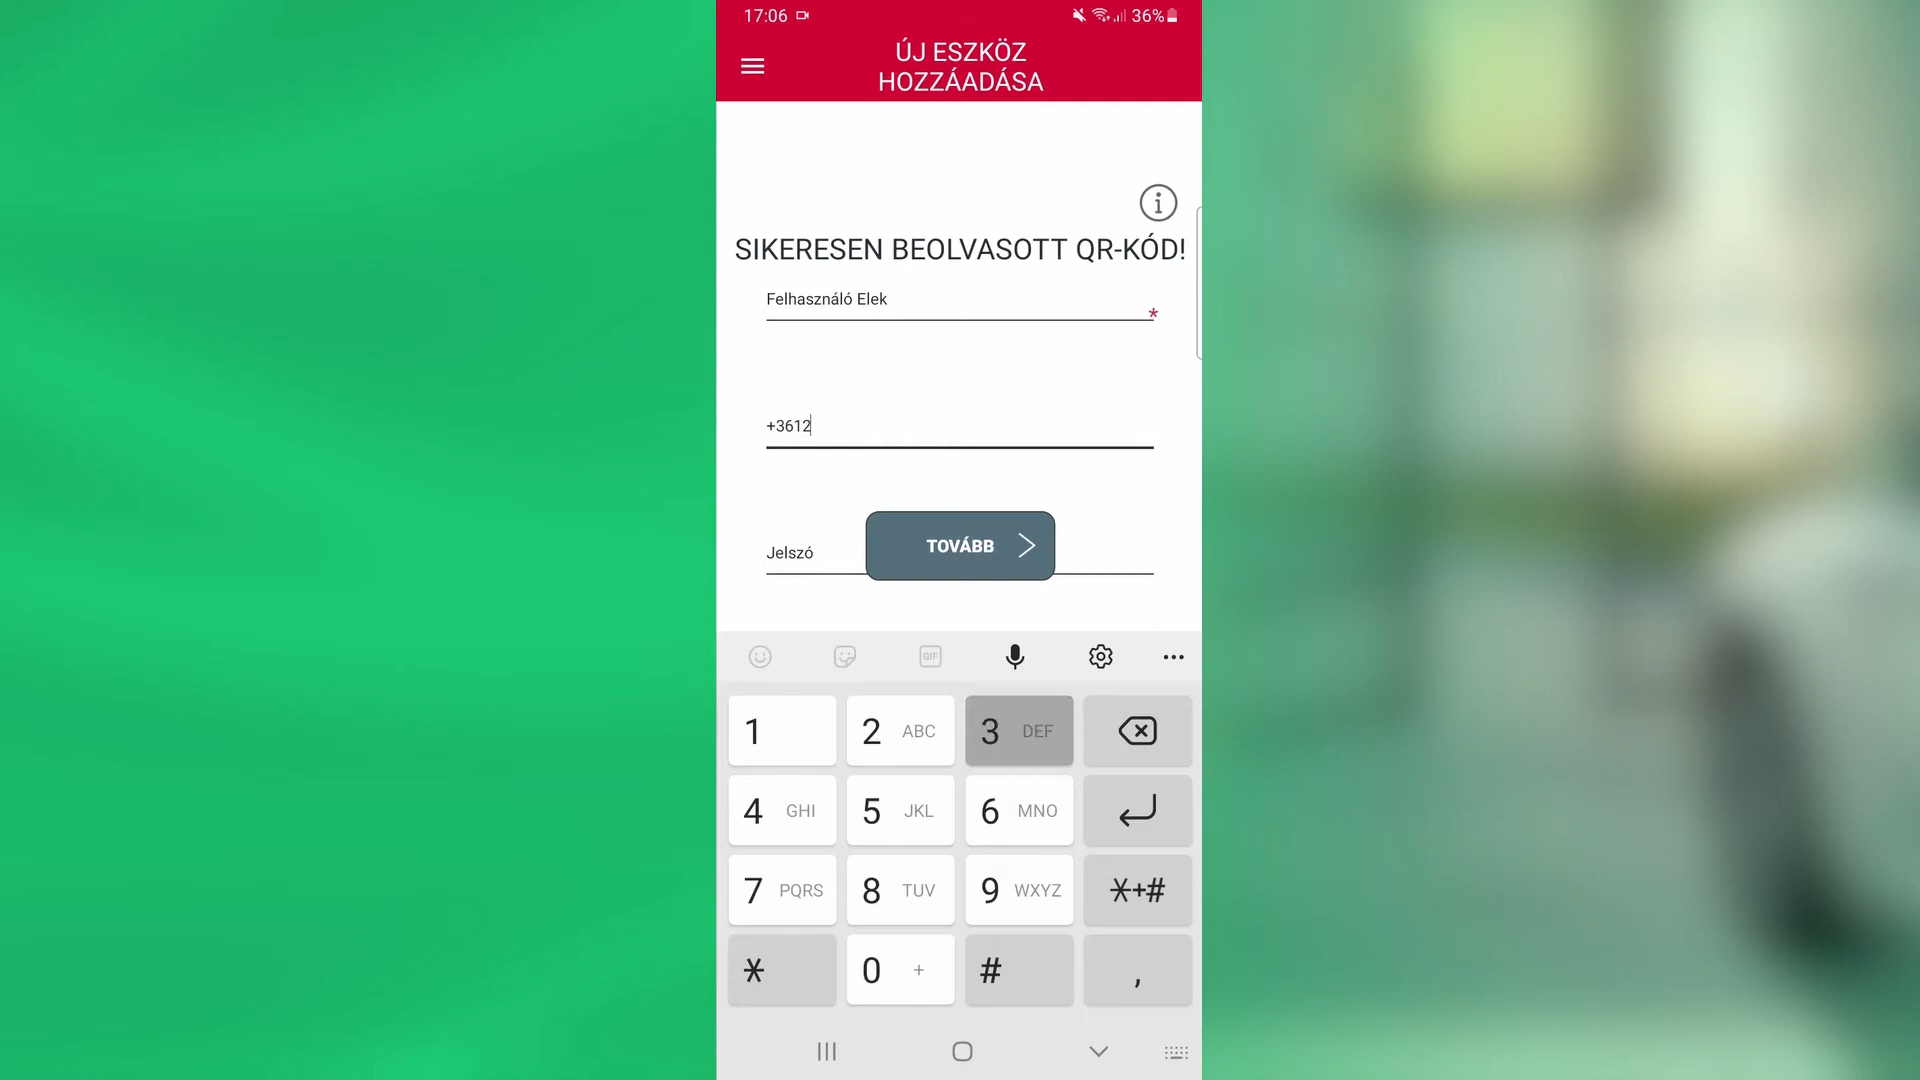 17:06
36%
ÚJ ESZKÖZ
HOZZÁADÁSA
SIKERESEN BEOLVASOTT QR-KÓD!
Felhasználó Elek
*
+3612
Jelszó
TOVÁBB
GIF
1
2 ABC
3 DEF
4 GHI
5 JKL
6 MNO
7 PQRS
8 TUV
9 WXYZ
*+#
*
0 +
#
,